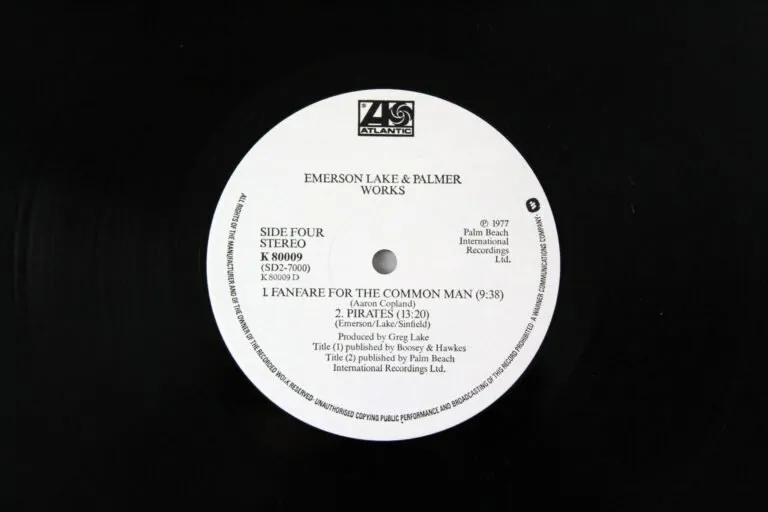 ATLANTIC
EMERSON LAKE & PALMER
WORKS
SIDE FOUR
STEREO
K 80009
(SD2-7000)
K 80009 D
℗ 1977
Palm Beach
International
Recordings
Ltd.
1. FANFARE FOR THE COMMON MAN (9:38)
(Aaron Copland)
2. PIRATES (13:20)
(Emerson/Lake/Sinfield)
Produced by Greg Lake
Title (1) published by Boosey & Hawkes
Title (2) published by Palm Beach
International Recordings Ltd.
ALL RIGHTS OF THE MANUFACTURER AND OF THE OWNER OF THE RECORDED WORK RESERVED · UNAUTHORISED COPYING PUBLIC PERFORMANCE AND BROADCASTING OF THIS RECORD PROHIBITED · A WARNER COMMUNICATIONS COMPANY ·